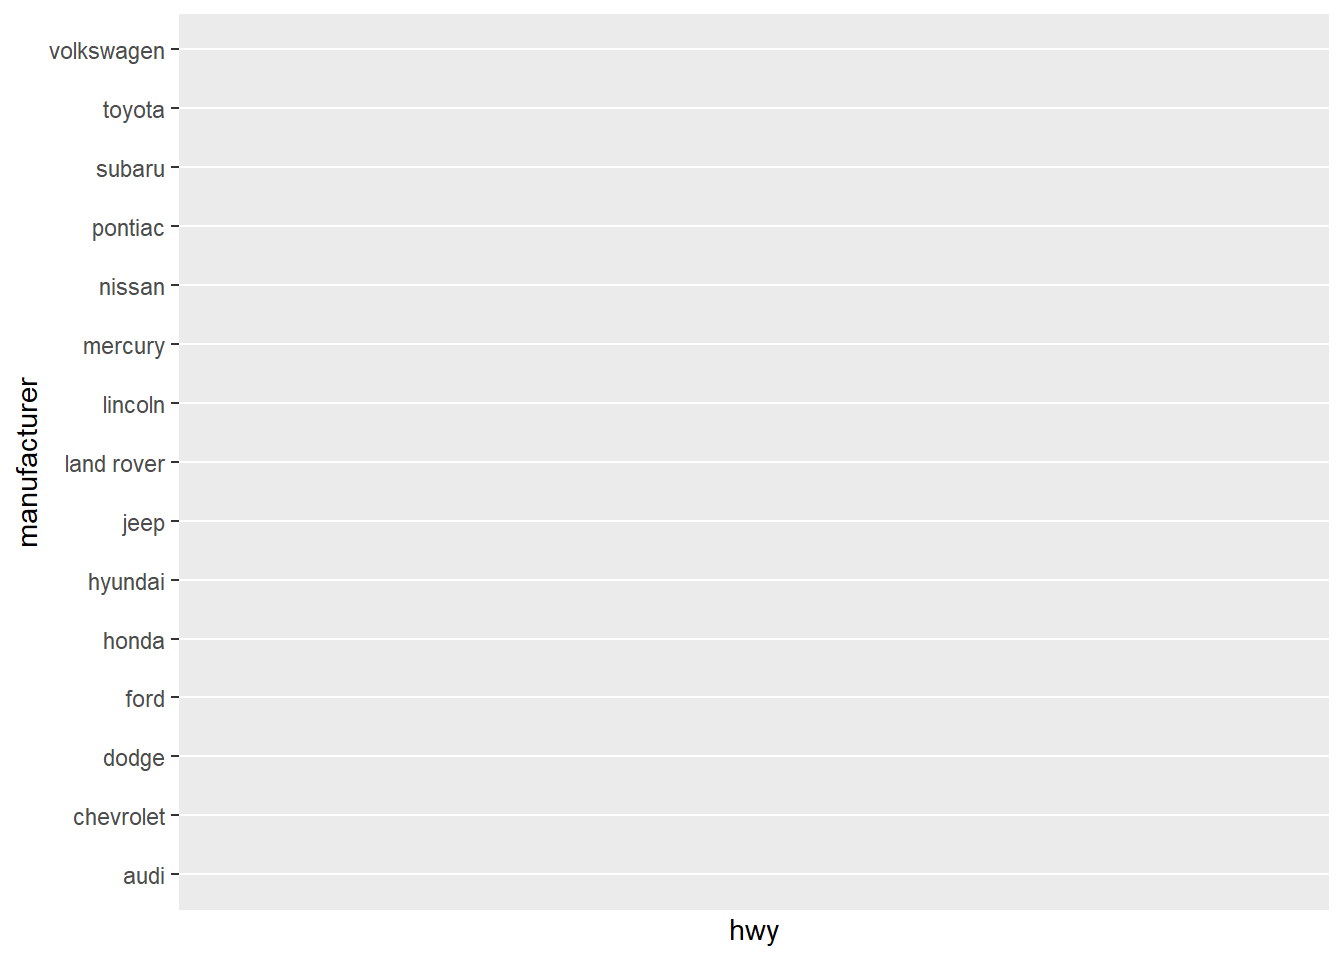 volkswagen
toyota
subaru
pontiac
nissan
mercury
lincoln
land rover
jeep
hyundai
honda
ford
dodge
chevrolet
audi
manufacturer
hwy